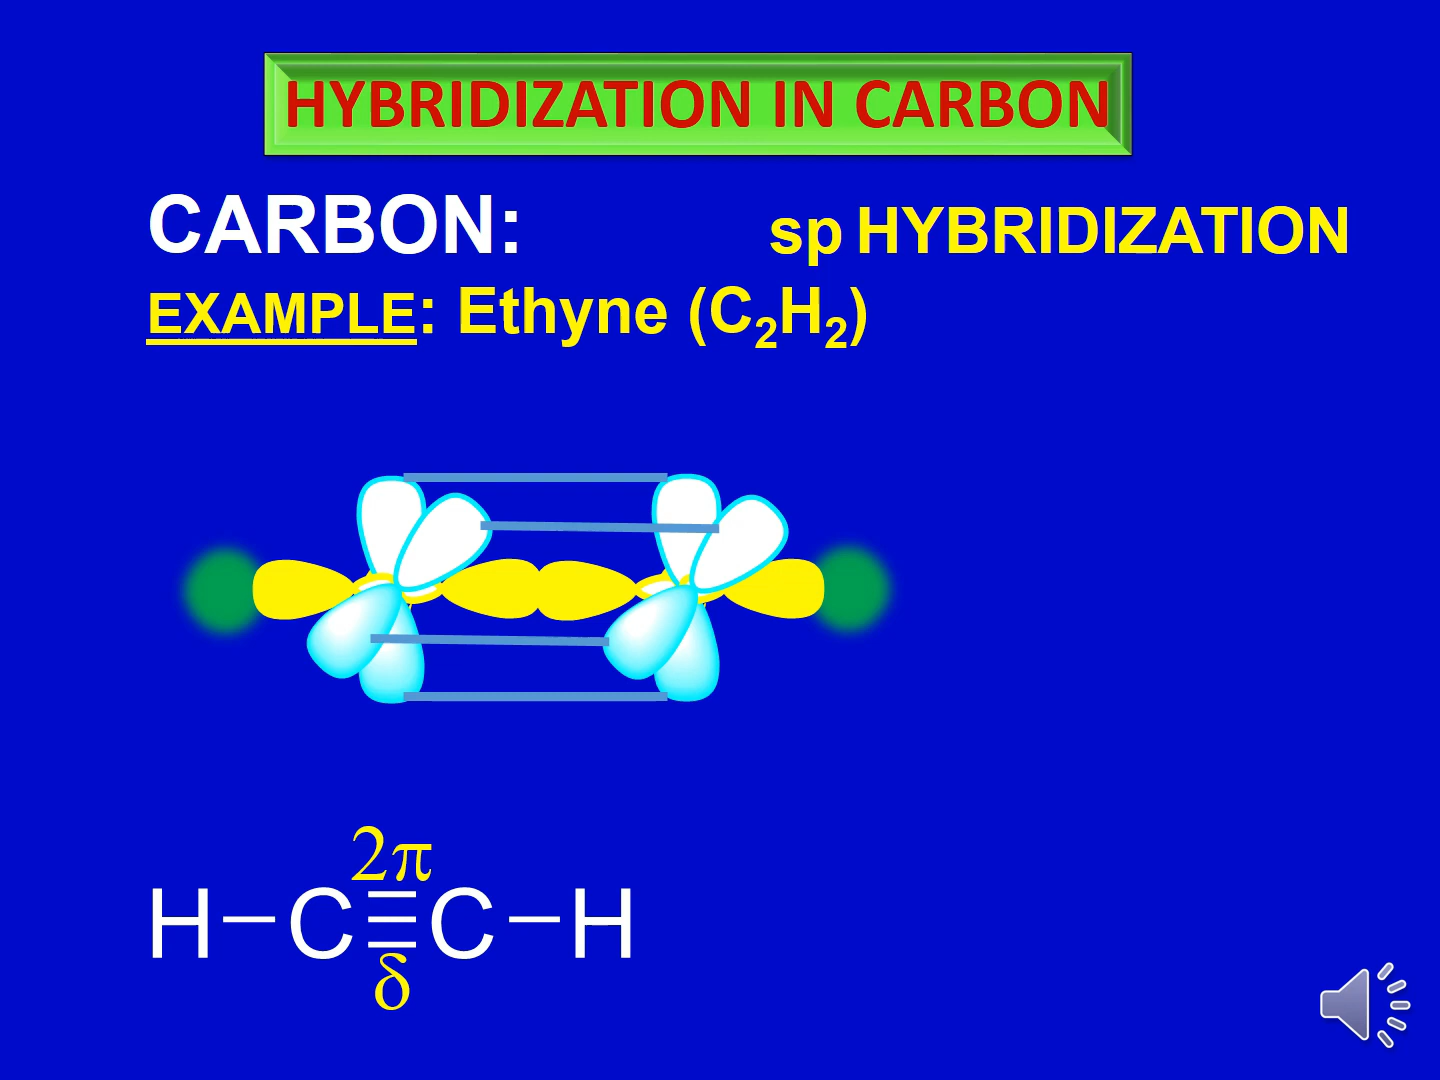 HYBRIDIZATION IN CARBON
CARBON: sp HYBRIDIZATION
EXAMPLE: Ethyne (C₂H₂)
2π
H–C≡C–H
δ